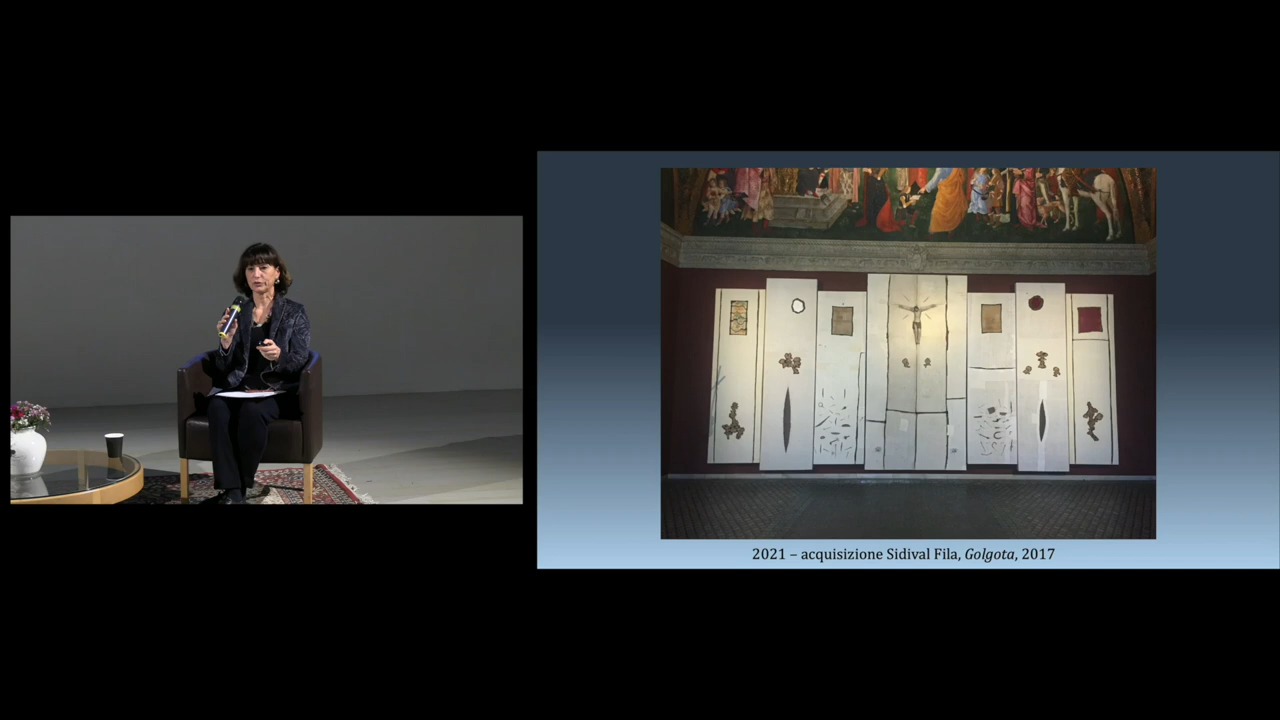 2021 – acquisizione Sidival Fila, Golgota, 2017